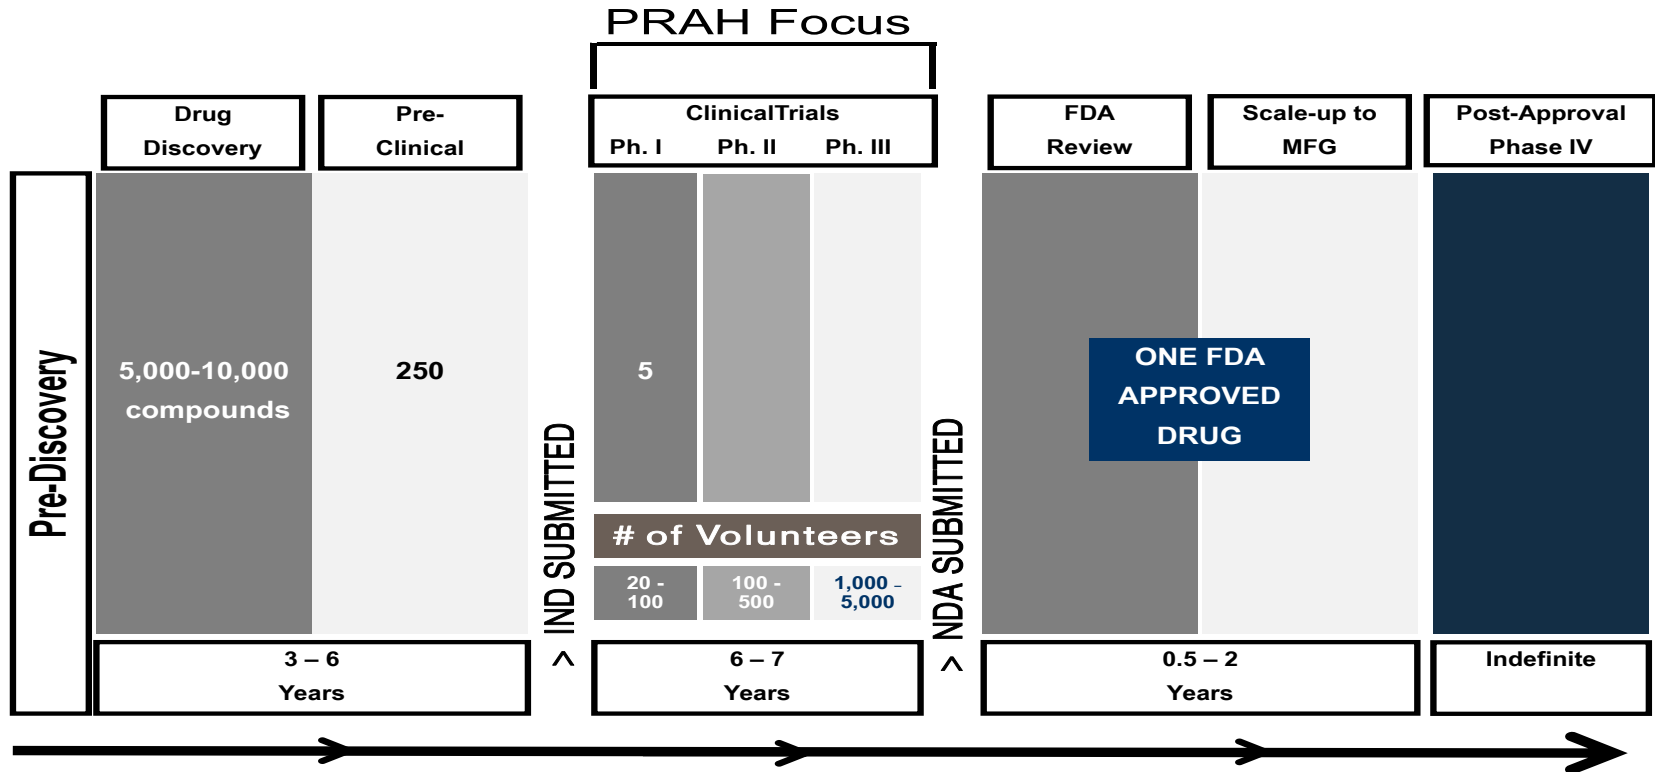 PRAH Focus
Drug
Discovery
Pre-
Clinical
ClinicalTrials
Ph. I Ph. II Ph. III
FDA
Review
Scale-up to
MFG
Post-Approval
Phase IV
Pre-Discovery
5,000-10,000
compounds
250
^ IND SUBMITTED
5
# of Volunteers
20 -
100
100 -
500
1,000 –
5,000
^ NDA SUBMITTED
ONE FDA
APPROVED
DRUG
3 – 6
Years
6 – 7
Years
0.5 – 2
Years
Indefinite